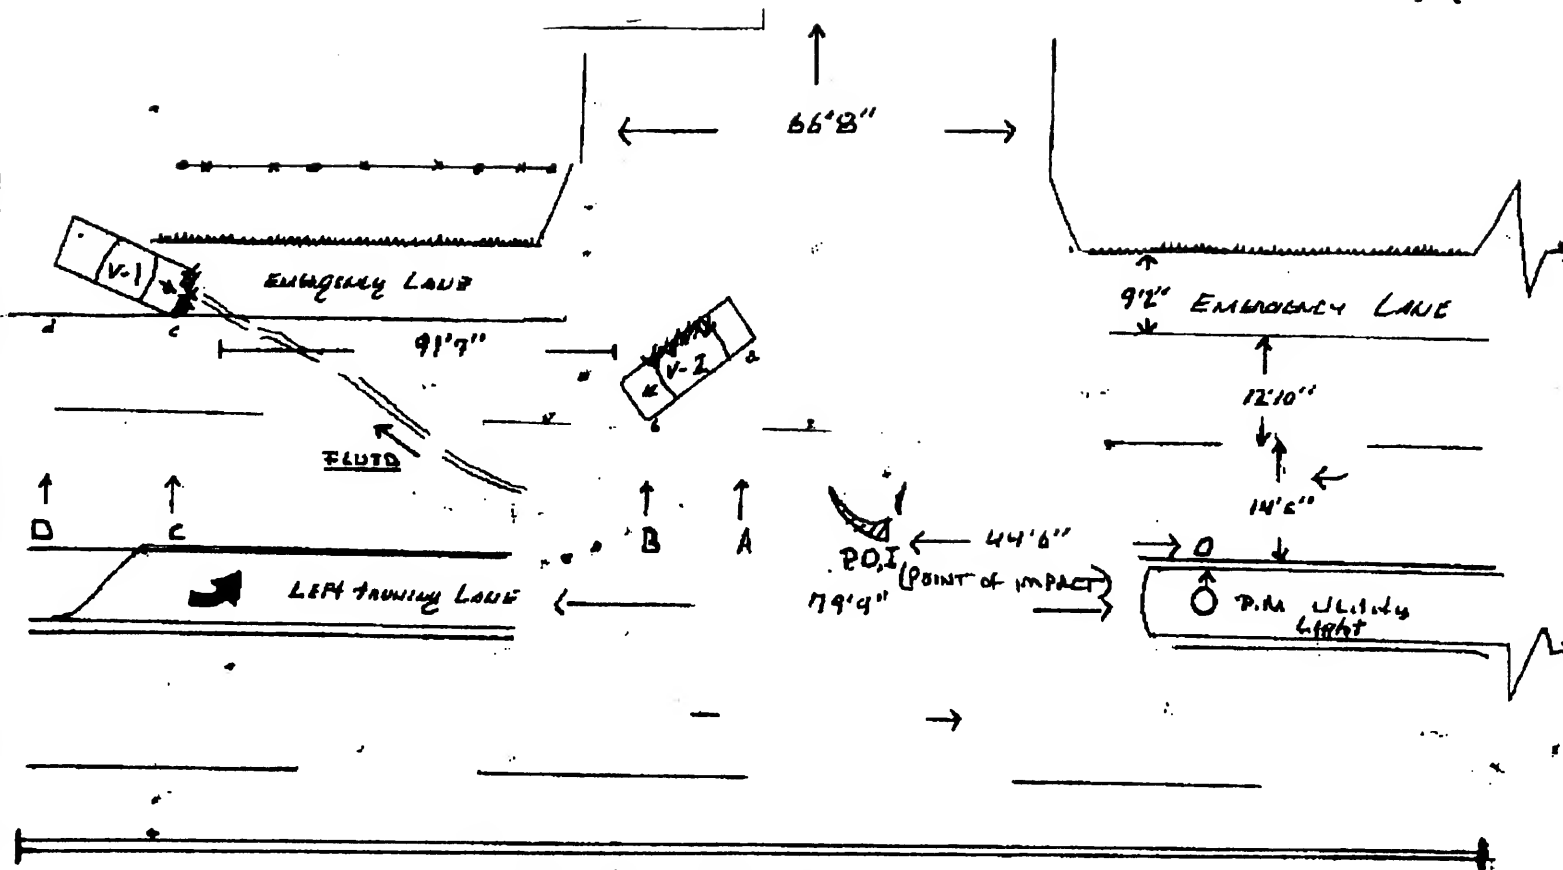 66'8"
V-1
EMERGENCY LANE
9'2"
EMERGENCY LANE
d
c
91'7"
V-2
a
b
12'10"
FLUID
14'6"
D
C
B
A
P.O.I
(POINT OF IMPACT)
44'6"
O
LEFT TURNING LANE
79'9"
R.M Utility
Light